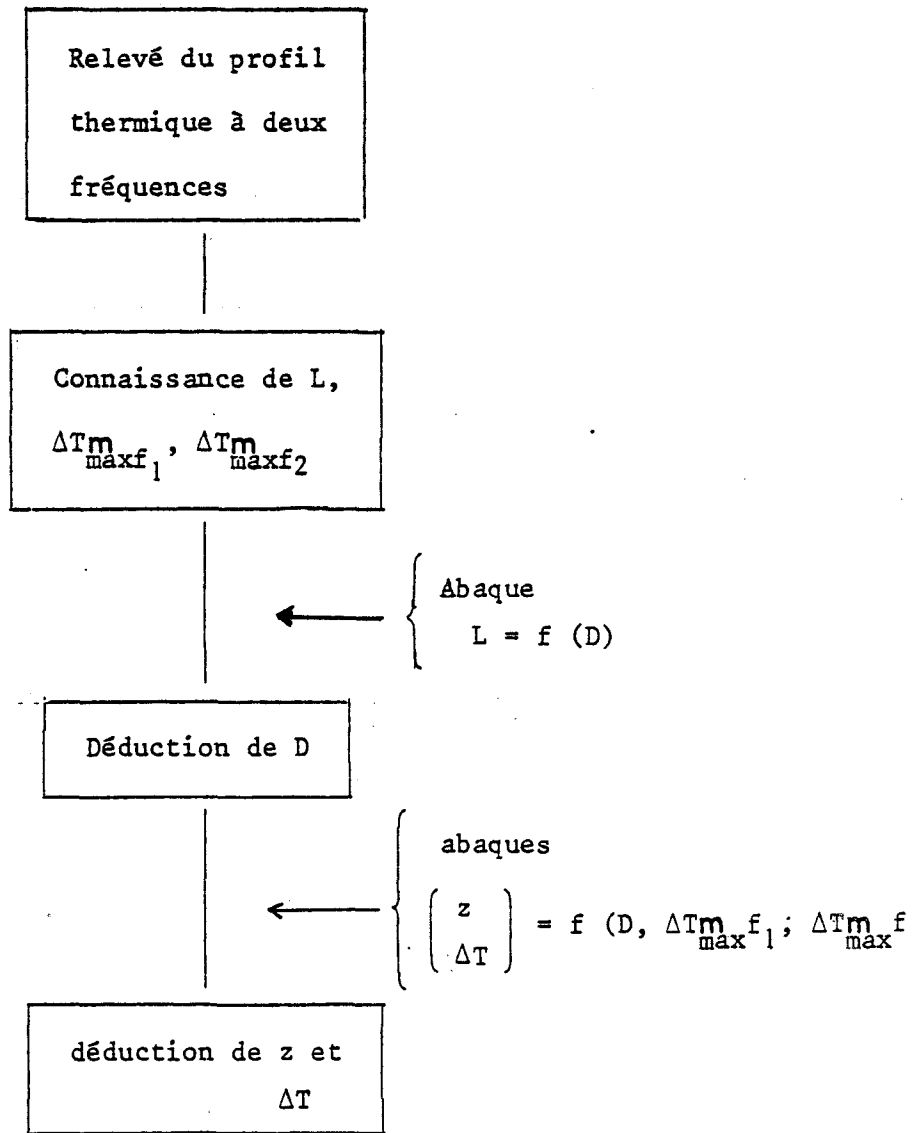 Relevé du profil
thermique à deux
fréquences
Connaissance de L,
ΔTm maxf1, ΔTm maxf2
Abaque
L = f (D)
Déduction de D
abaques
z
ΔT
= f (D, ΔTm max f1; ΔTm max f
déduction de z et
ΔT